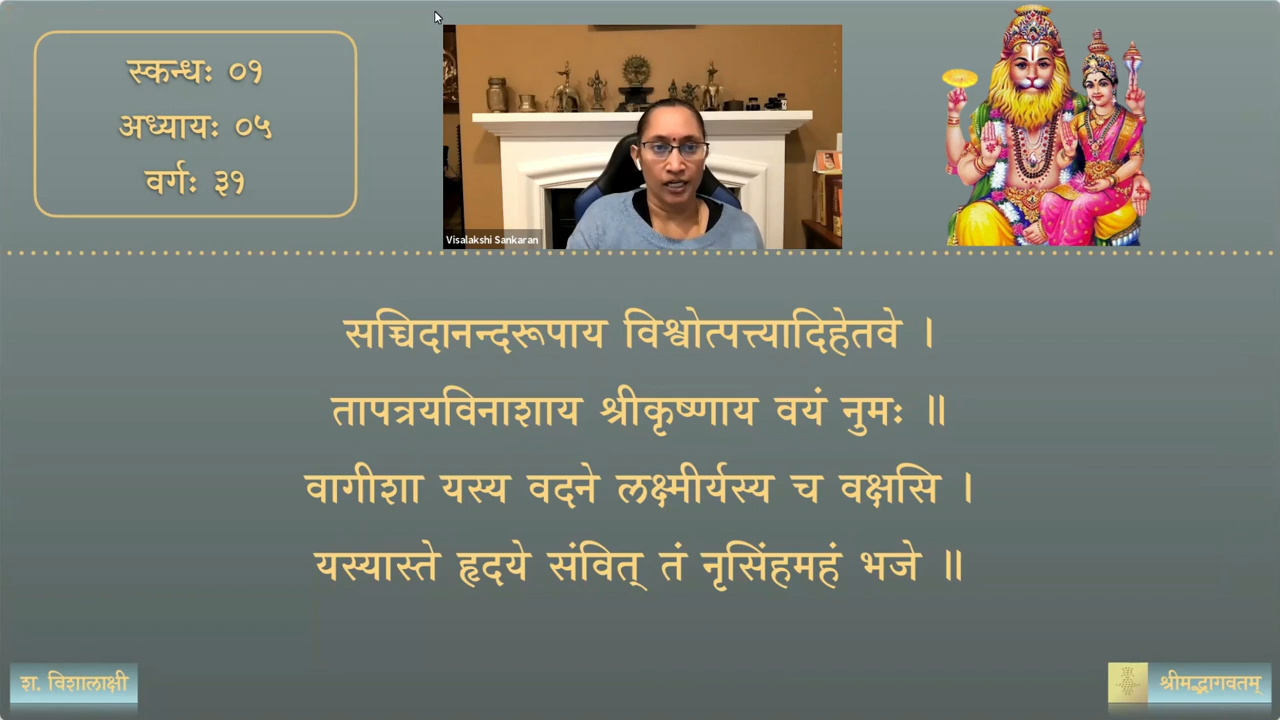 स्कन्धः ०१
अध्यायः ०५
वर्गः ३१
Visalakshi Sankaran
सच्चिदानन्दरूपाय विश्वोत्पत्त्यादिहेतवे ।
तापत्रयविनाशाय श्रीकृष्णाय वयं नुमः ॥
वागीशा यस्य वदने लक्ष्मीर्यस्य च वक्षसि ।
यस्यास्ते हृदये संवित् तं नृसिंहमहं भजे ॥
श. विशालाक्षी
श्रीमद्भागवतम्